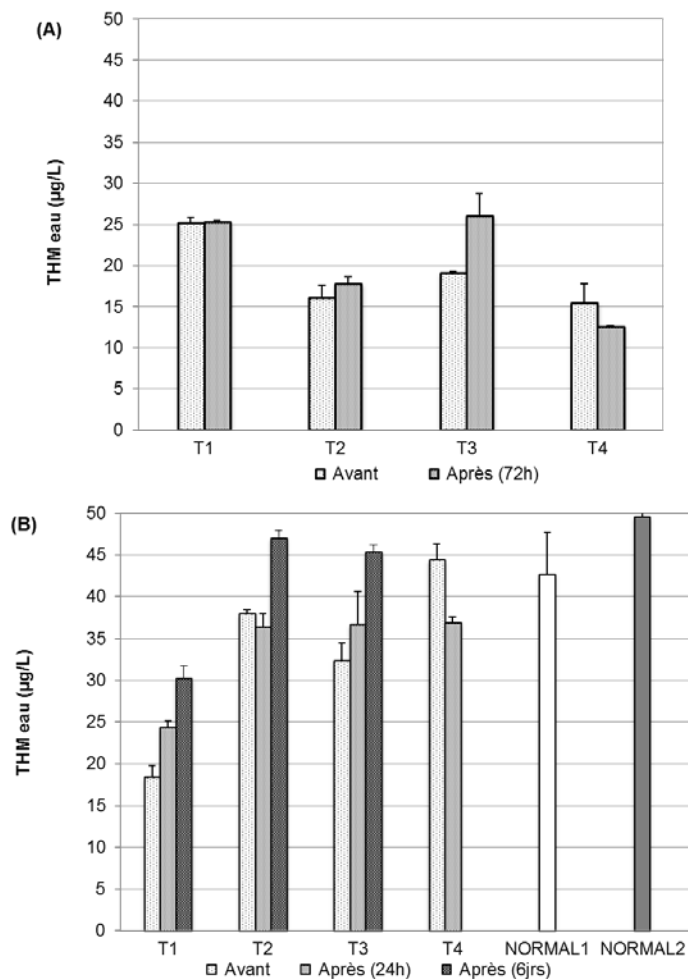 (A)
THM eau (µg/L)
50
45
40
35
30
25
20
15
10
5
0
T1 T2 T3 T4
Avant Après (72h)
(B)
THM eau (µg/L)
50
45
40
35
30
25
20
15
10
5
0
T1 T2 T3 T4 NORMAL1 NORMAL2
Avant Après (24h) Après (6jrs)